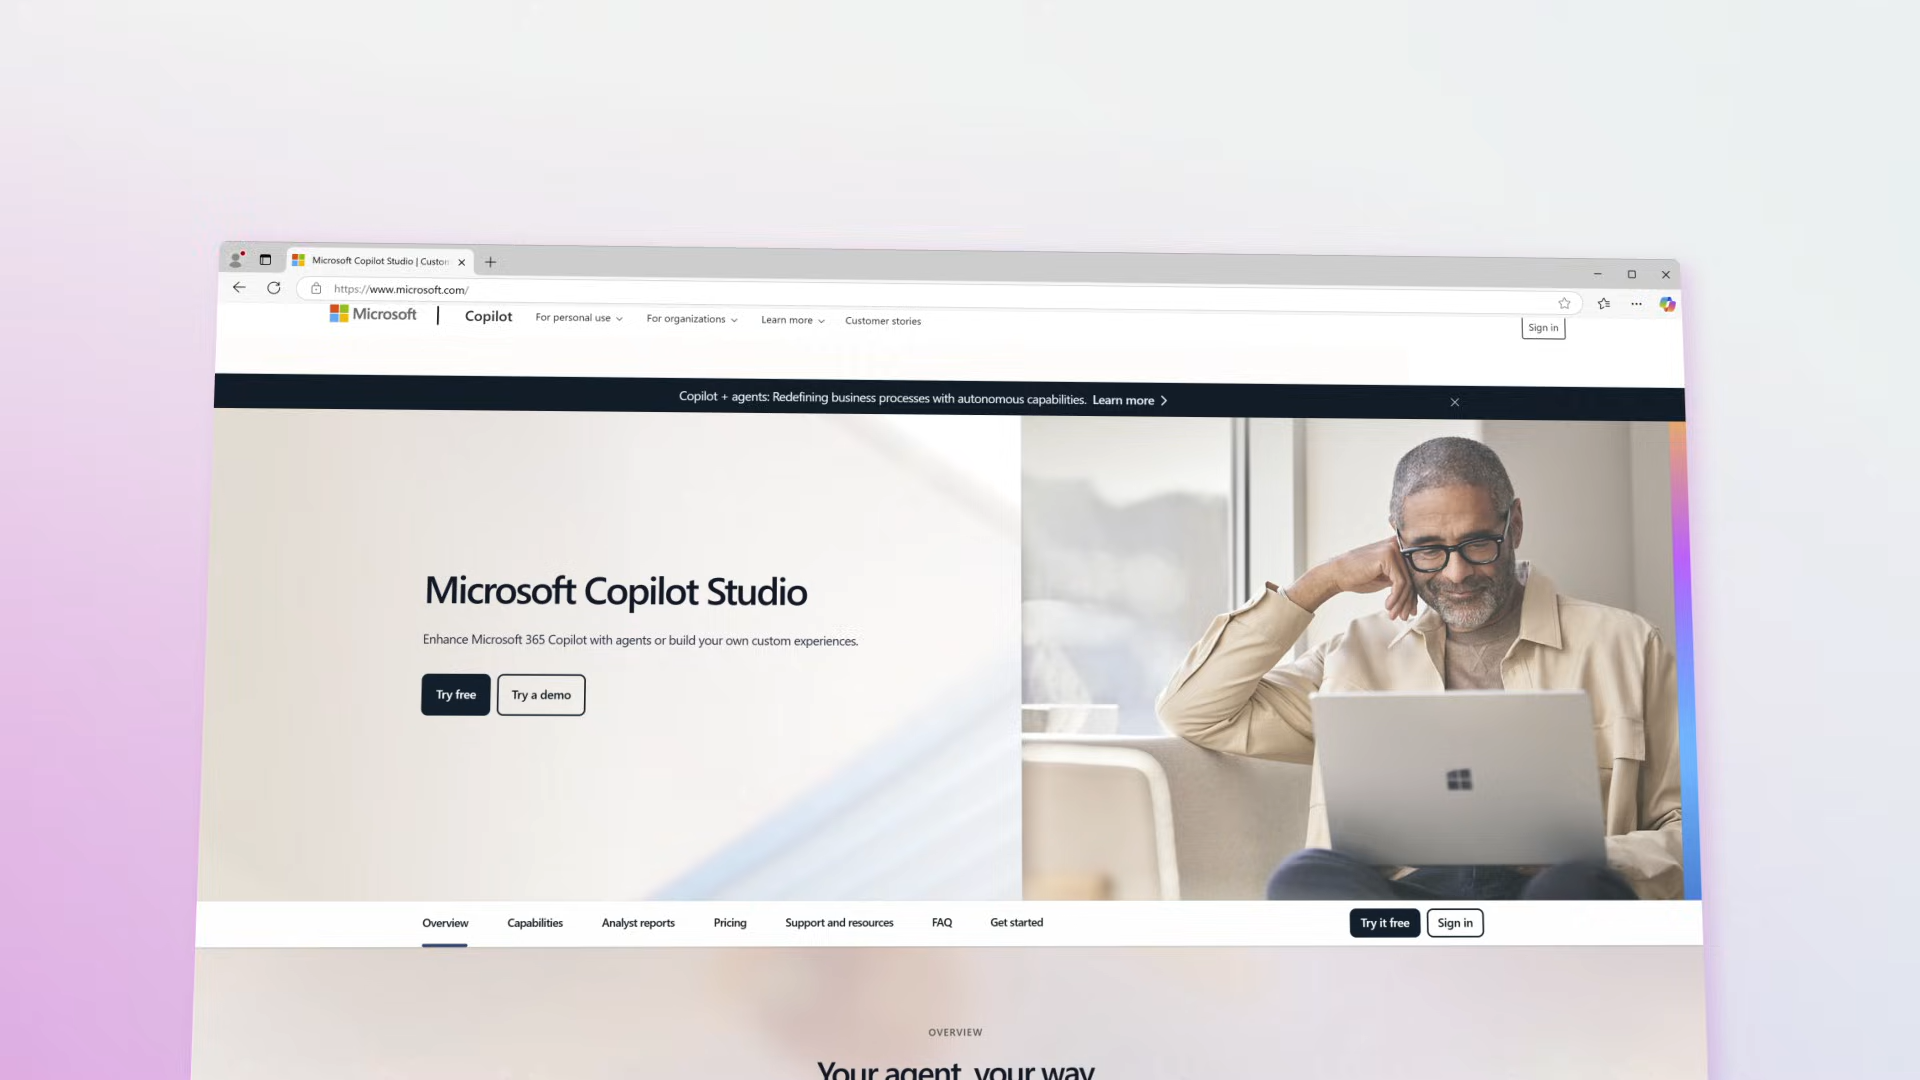 Microsoft Copilot Studio | Custom
https://www.microsoft.com/
Microsoft | Copilot For personal use For organizations Learn more Customer stories Sign in
Copilot + agents: Redefining business processes with autonomous capabilities. Learn more
Microsoft Copilot Studio
Enhance Microsoft 365 Copilot with agents or build your own custom experiences.
Try free Try a demo
Overview Capabilities Analyst reports Pricing Support and resources FAQ Get started Try it free Sign in
OVERVIEW
Your agent, your way